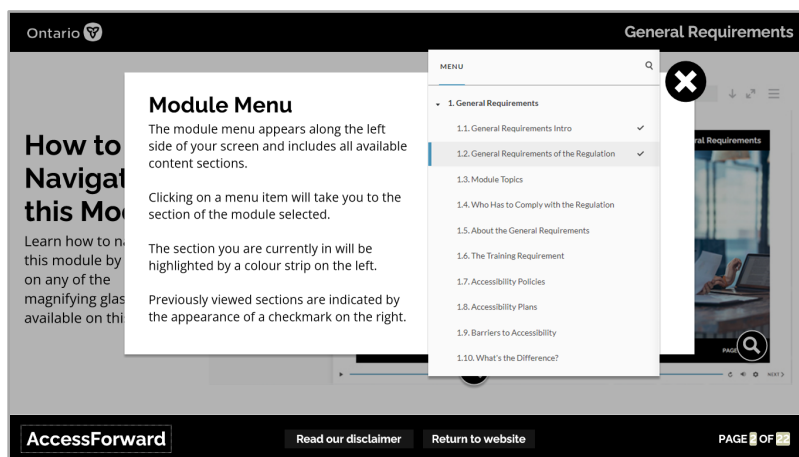 Ontario
General Requirements
How to
Navigat
this Mo
Learn how to na
this module by
on any of the
magnifying glas
available on thi
Module Menu
The module menu appears along the left
side of your screen and includes all available
content sections.
Clicking on a menu item will take you to the
section of the module selected.
The section you are currently in will be
highlighted by a colour strip on the left.
Previously viewed sections are indicated by
the appearance of a checkmark on the right.
MENU
1. General Requirements
1.1. General Requirements Intro
1.2. General Requirements of the Regulation
1.3. Module Topics
1.4. Who Has to Comply with the Regulation
1.5. About the General Requirements
1.6. The Training Requirement
1.7. Accessibility Policies
1.8. Accessibility Plans
1.9. Barriers to Accessibility
1.10. What's the Difference?
ral Requirements
PAGE
NEXT
AccessForward
Read our disclaimer
Return to website
PAGE 2 OF 22